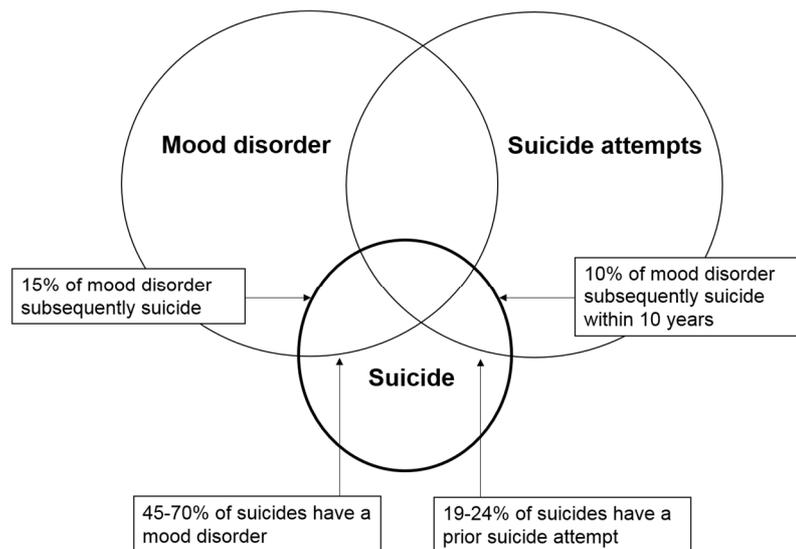 Mood disorder
Suicide attempts
15% of mood disorder
subsequently suicide
10% of mood disorder
subsequently suicide
within 10 years
Suicide
45-70% of suicides have a
mood disorder
19-24% of suicides have a
prior suicide attempt